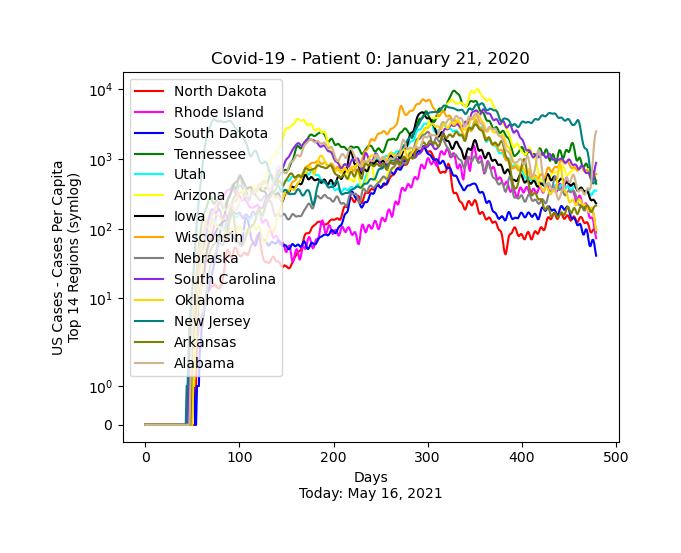 Covid-19 - Patient 0: January 21, 2020
US Cases - Cases Per Capita
Top 14 Regions (symlog)
10⁴
10³
10²
10¹
10⁰
0
North Dakota
Rhode Island
South Dakota
Tennessee
Utah
Arizona
Iowa
Wisconsin
Nebraska
South Carolina
Oklahoma
New Jersey
Arkansas
Alabama
0 100 200 300 400 500
Days
Today: May 16, 2021